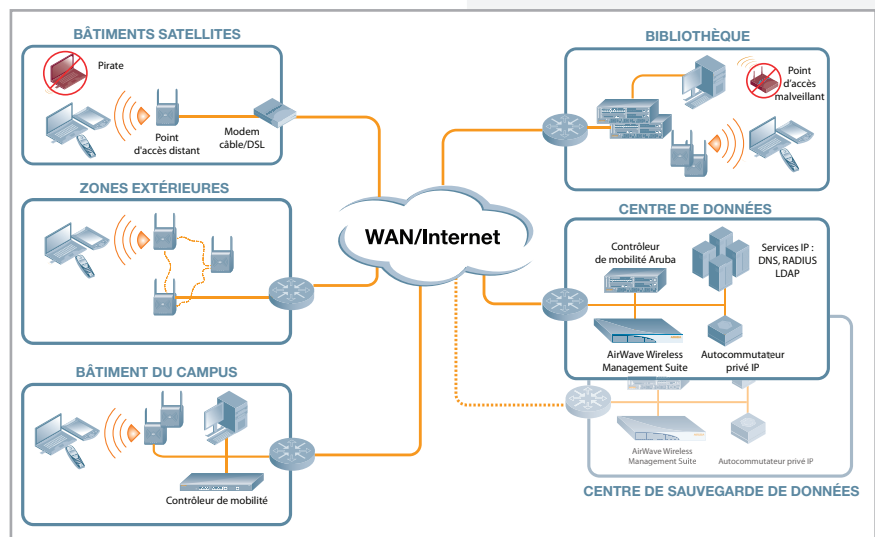 BÂTIMENTS SATELLITES
Pirate
Point
d'accès distant
Modem
câble/DSL
ZONES EXTÉRIEURES
BÂTIMENT DU CAMPUS
Contrôleur de mobilité
WAN/Internet
BIBLIOTHÈQUE
Point
d'accès
malveillant
CENTRE DE DONNÉES
Contrôleur
de mobilité Aruba
Services IP :
DNS, RADIUS
LDAP
AirWave Wireless
Management Suite
Autocommutateur
privé IP
AirWave Wireless
Management Suite
Autocommutateur privé IP
CENTRE DE SAUVEGARDE DE DONNÉES